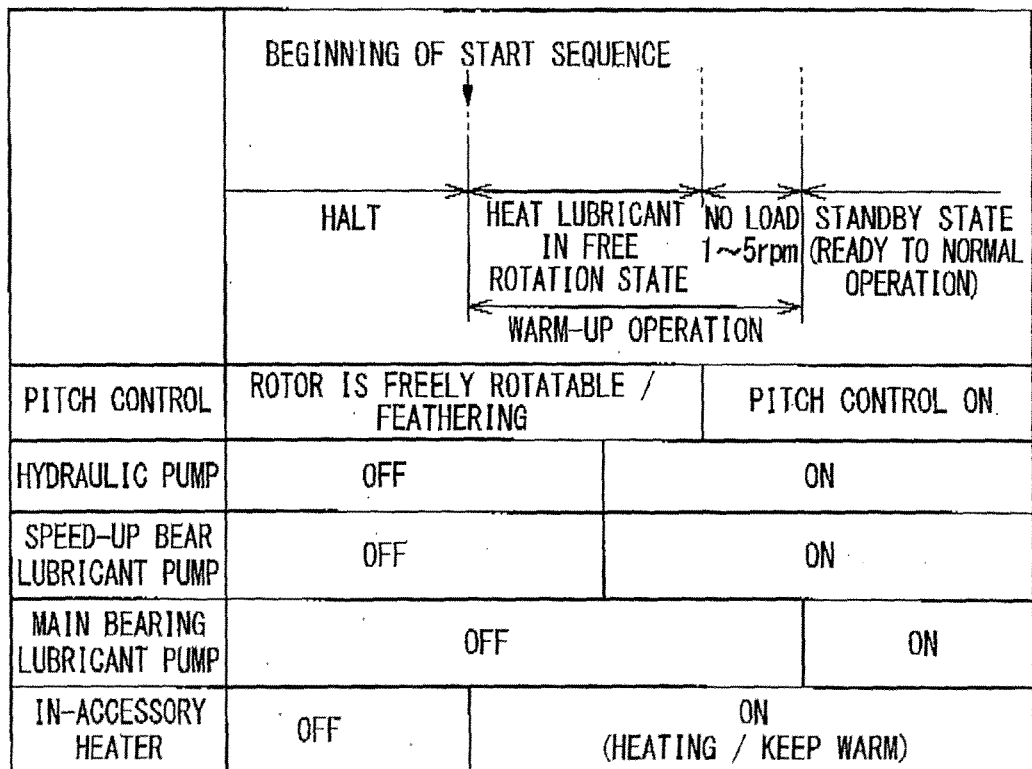 BEGINNING OF START SEQUENCE
HALT
HEAT LUBRICANT
IN FREE
ROTATION STATE
NO LOAD
1~5rpm
STANDBY STATE
(READY TO NORMAL
OPERATION)
WARM-UP OPERATION
PITCH CONTROL
ROTOR IS FREELY ROTATABLE /
FEATHERING
PITCH CONTROL ON
HYDRAULIC PUMP
OFF
ON
SPEED-UP BEAR
LUBRICANT PUMP
OFF
ON
MAIN BEARING
LUBRICANT PUMP
OFF
ON
IN-ACCESSORY
HEATER
OFF
ON
(HEATING / KEEP WARM)